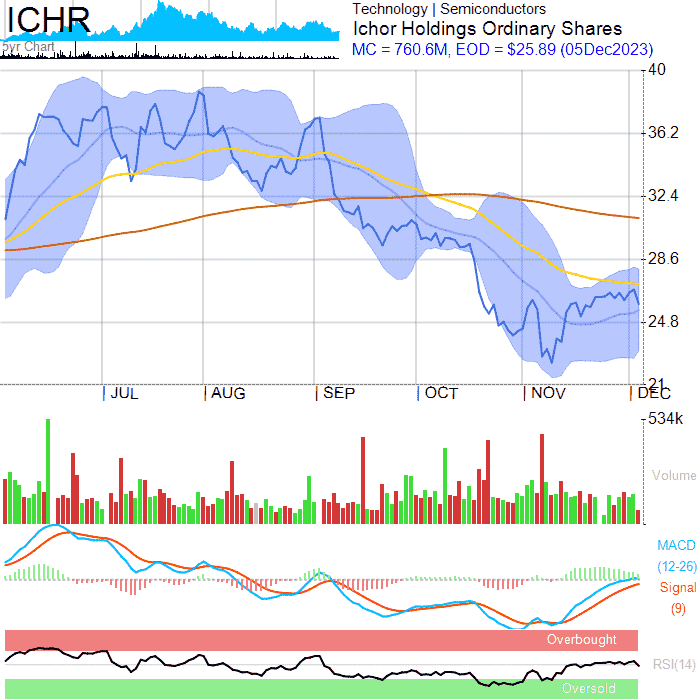 ICHR
5yr Chart
Technology | Semiconductors
Ichor Holdings Ordinary Shares
MC = 760.6M, EOD = $25.89 (05Dec2023)
40
36.2
32.4
28.6
24.8
21
JUL AUG SEP OCT NOV DEC
534k
Volume
MACD
(12-26)
Signal
(9)
Overbought
RSI(14)
Oversold